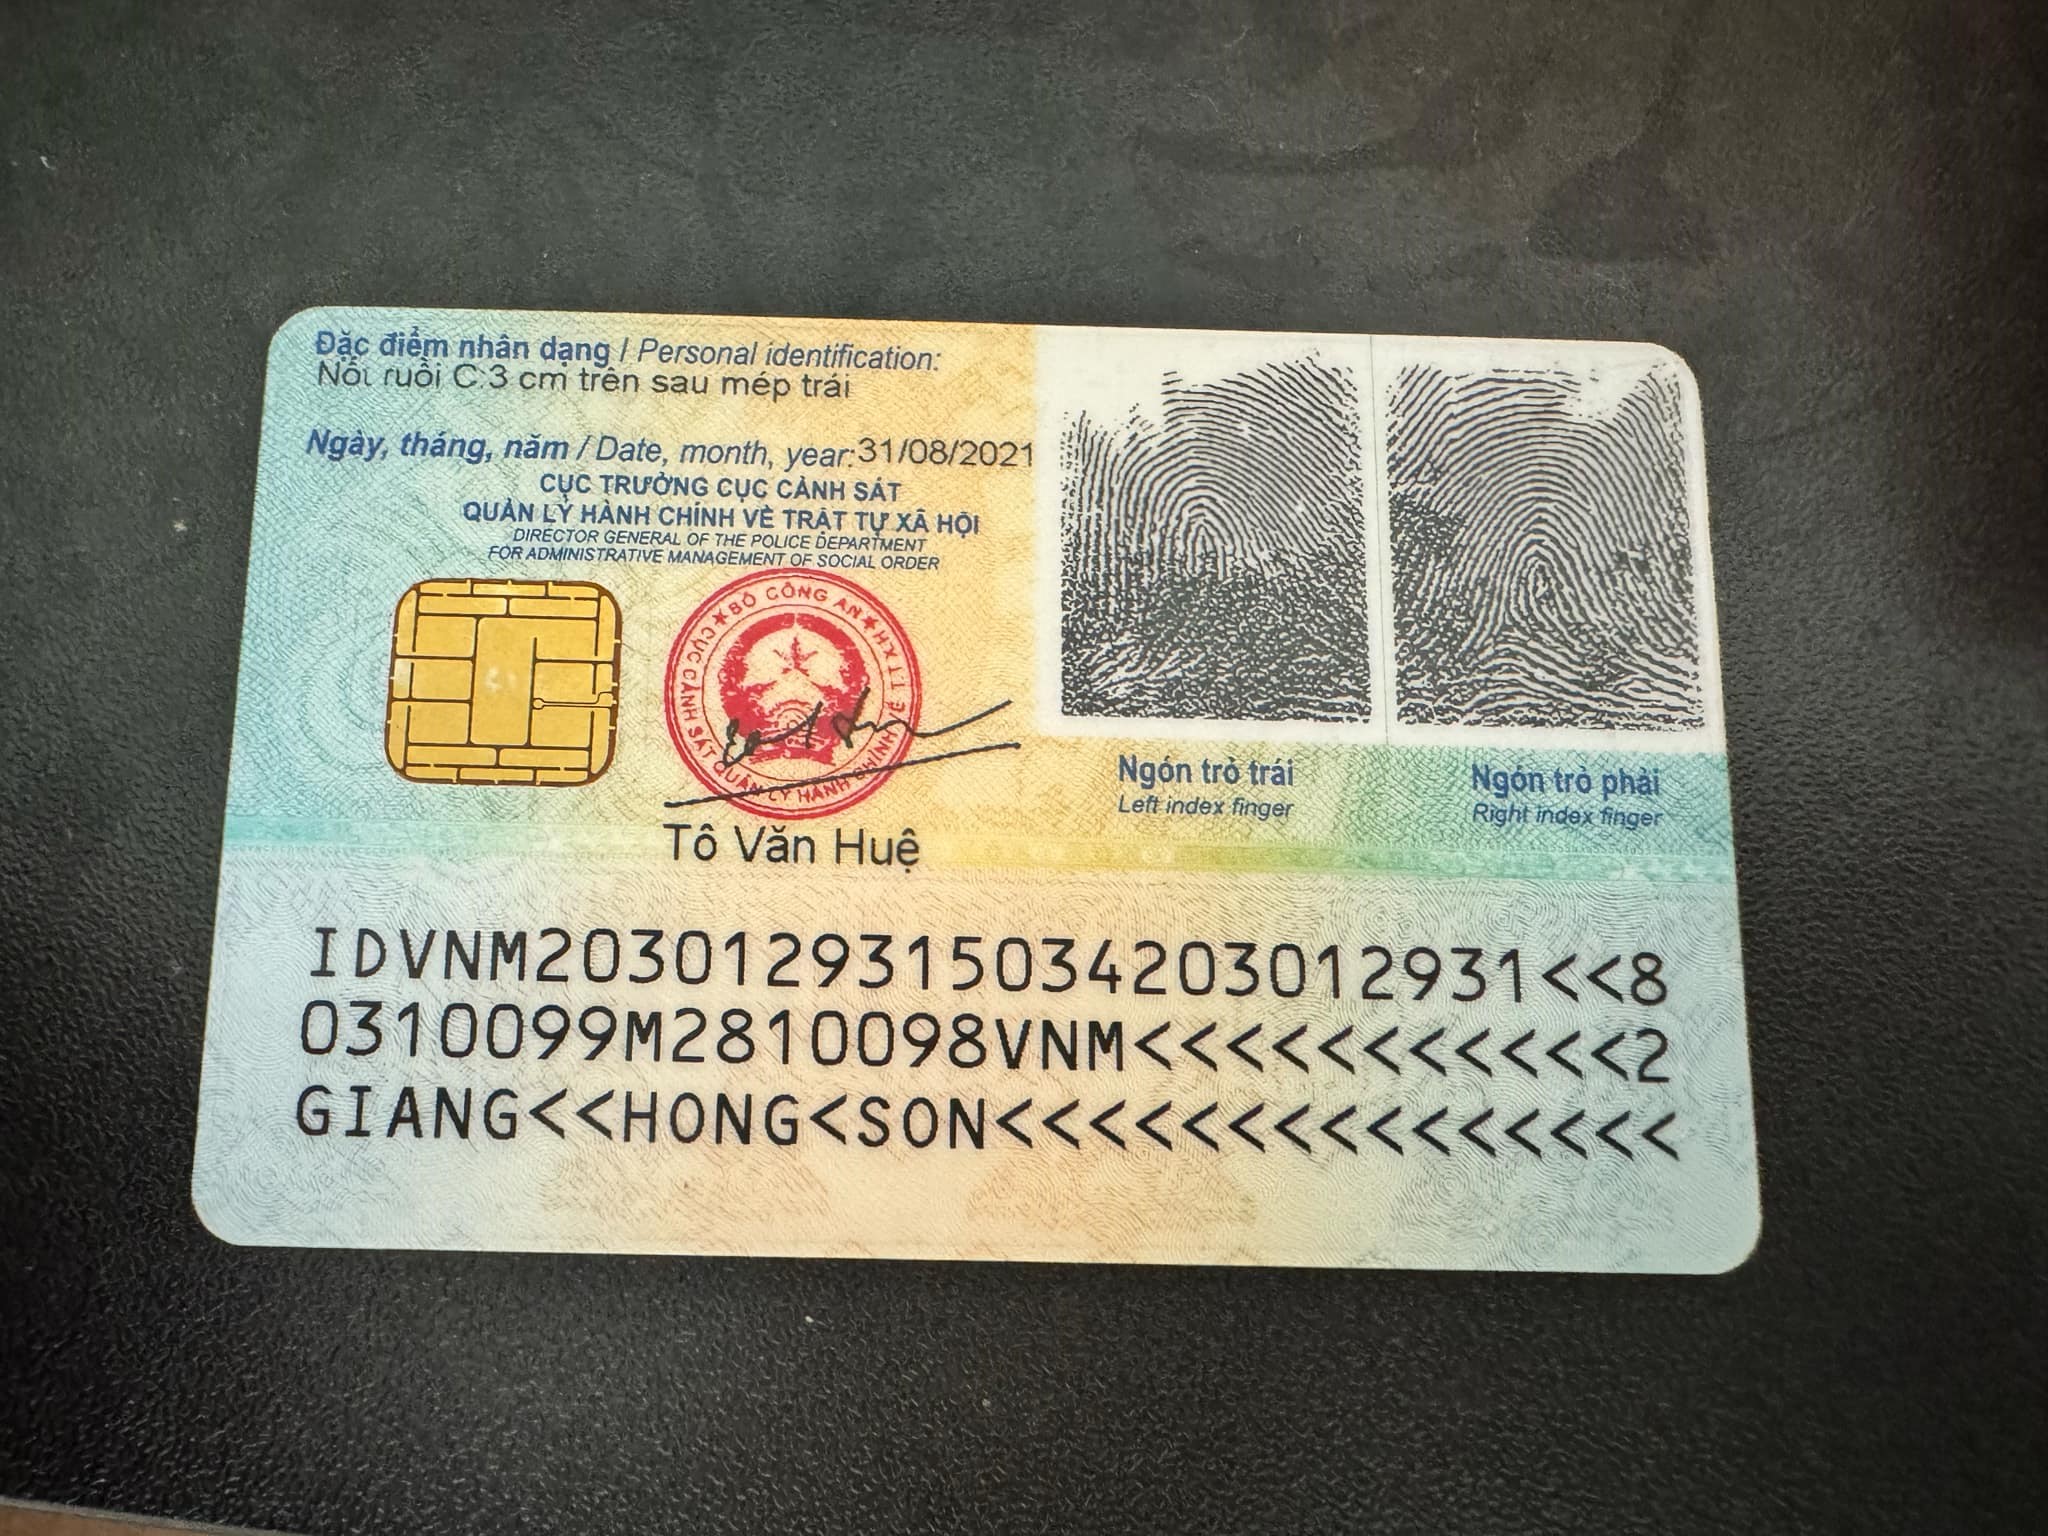 Đặc điểm nhân dạng / Personal identification:
Nốt ruồi C:3 cm trên sau mép trái
Ngày, tháng, năm / Date, month, year:31/08/2021
CỤC TRƯỞNG CỤC CẢNH SÁT
QUẢN LÝ HÀNH CHÍNH VỀ TRẬT TỰ XÃ HỘI
DIRECTOR GENERAL OF THE POLICE DEPARTMENT
FOR ADMINISTRATIVE MANAGEMENT OF SOCIAL ORDER
★ BỘ CÔNG AN ★
CỤC CẢNH SÁT QUẢN LÝ HÀNH CHÍNH VỀ TTXH
Tô Văn Huệ
Ngón trỏ trái
Left index finger
Ngón trỏ phải
Right index finger
IDVNM2030129315034203012931<<8
0310099M2810098VNM<<<<<<<<<<<2
GIANG<<HONG<SON<<<<<<<<<<<<<<<